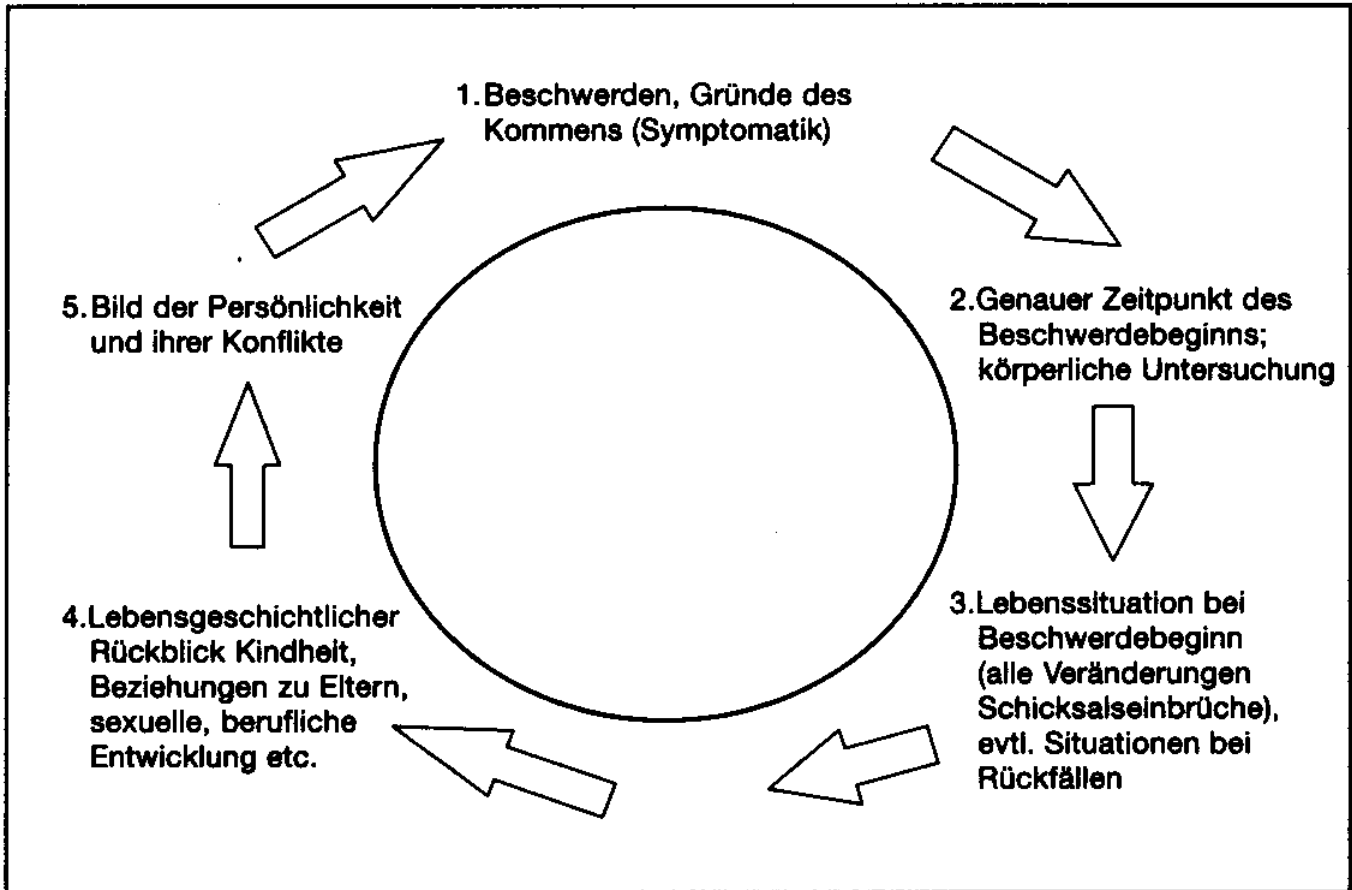 1. Beschwerden, Gründe des
Kommens (Symptomatik)
2. Genauer Zeitpunkt des
Beschwerdebeginns;
körperliche Untersuchung
3. Lebenssituation bei
Beschwerdebeginn
(alle Veränderungen
Schicksalseinbrüche),
evtl. Situationen bei
Rückfällen
4. Lebensgeschichtlicher
Rückblick Kindheit,
Beziehungen zu Eltern,
sexuelle, berufliche
Entwicklung etc.
5. Bild der Persönlichkeit
und ihrer Konflikte